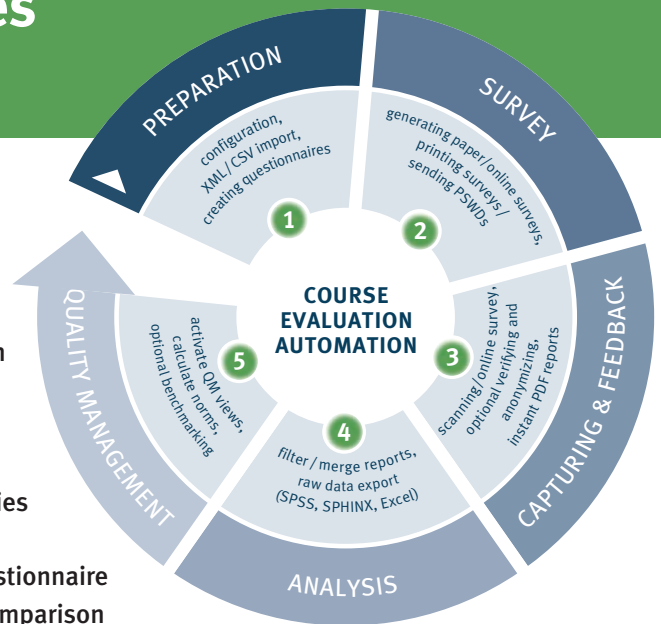 es
PREPARATION
configuration,
XML/CSV import,
creating questionnaires
1
SURVEY
generating paper/online surveys,
printing surveys/
sending PSWDs
2
COURSE
EVALUATION
AUTOMATION
CAPTURING & FEEDBACK
scanning/online survey,
optional verifying and
anonymizing,
instant PDF reports
3
4
filter/merge reports,
raw data export
(SPSS, SPHINX, Excel)
ANALYSIS
QUALITY MANAGEMENT
5
activate QM views,
calculate norms,
optional benchmarking
n
ies
stionnaire
mparison